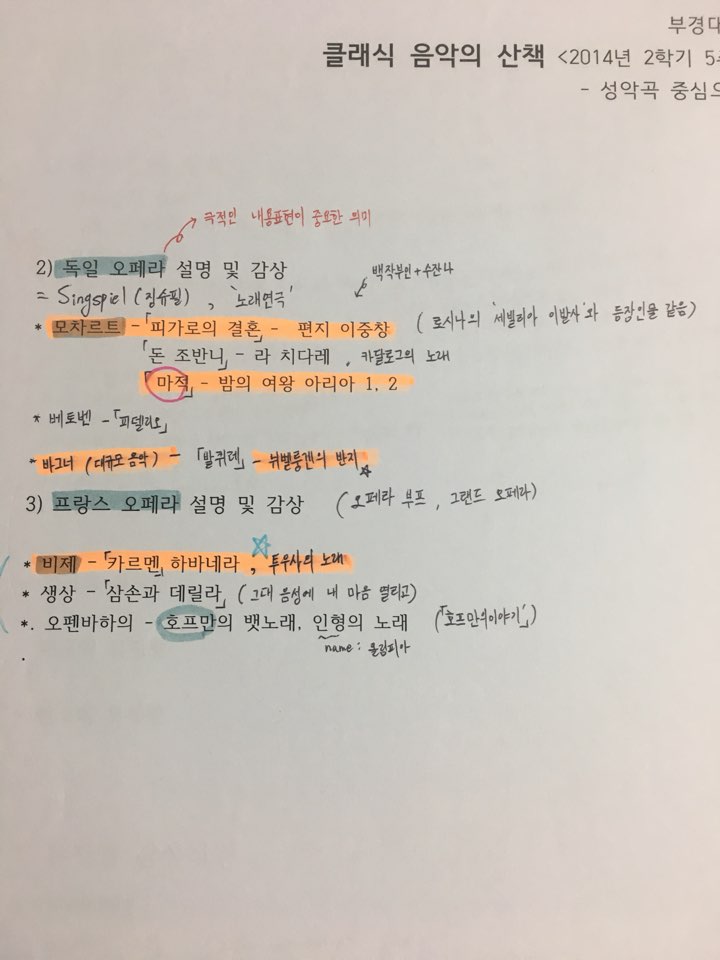 부경대
클래식 음악의 산책 <2014년 2학기 5
- 성악곡 중심의
극적인 내용표현이 중요한 의미
2) 독일 오페라 설명 및 감상
백작부인 + 수잔나
= Singspiel (징슈필) , '노래연극'
* 모차르트 -「피가로의 결혼」- 편지 이중창 ( 로시니의 '세빌리아 이발사'와 등장인물 같음)
「돈 조반니」- 라 치다레 , 카탈로그의 노래
「마적」- 밤의 여왕 아리아 1, 2
* 베토벤 -「피델리오」
* 바그너 (대규모 음악) - 「발퀴레」- 뉘벨룽겐의 반지 ☆
3) 프랑스 오페라 설명 및 감상 (오페라 부프 , 그랜드 오페라)
* 비제 -「카르멘」하바네라 , 투우사의 노래
* 생상 -「삼손과 데릴라」 (그대 음성에 내 마음 열리고)
*. 오펜바하의 - 호프만의 뱃노래, 인형의 노래 (「호프만의이야기」)
name : 올림피아
.